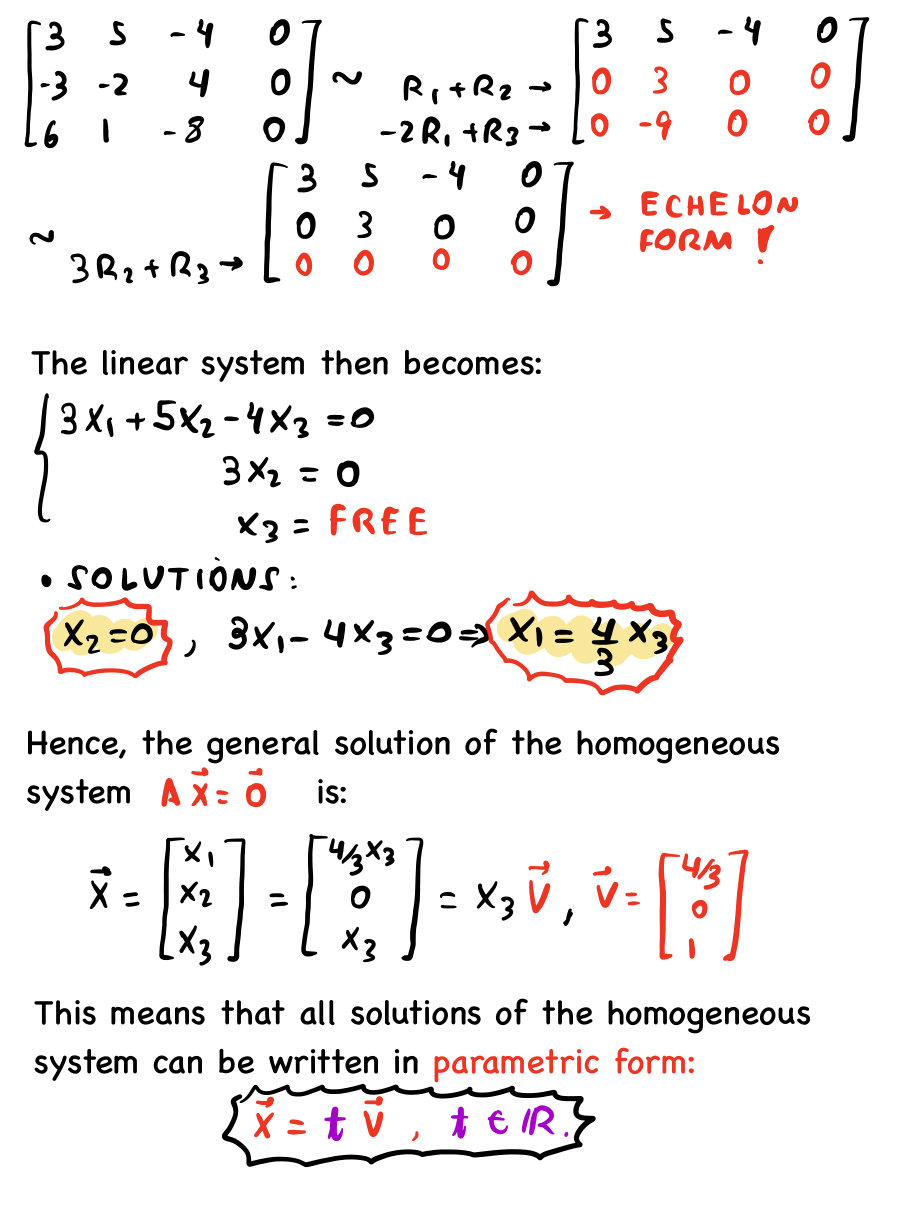 [3 5 -4 0] [3 5 -4 0]
[-3 -2 4 0] ~ R₁+R₂ → [0 3 0 0]
[6 1 -8 0] -2R₁+R₃ → [0 -9 0 0]
[3 5 -4 0]
~ [0 3 0 0] → ECHELON FORM!
3R₂+R₃ → [0 0 0 0]
The linear system then becomes:
{ 3x₁+5x₂-4x₃=0
3x₂ = 0
x₃ = FREE
• SOLUTIONS:
x₂=0 , 3x₁-4x₃=0 ⇒ x₁=4/3 x₃
Hence, the general solution of the homogeneous
system A x⃗ = 0⃗ is:
x⃗ = [x₁ x₂ x₃] = [4/3x₃ 0 x₃] = x₃ v⃗ , v⃗ = [4/3 0 1]
This means that all solutions of the homogeneous
system can be written in parametric form:
x⃗ = t v⃗ , t ∈ ℝ.